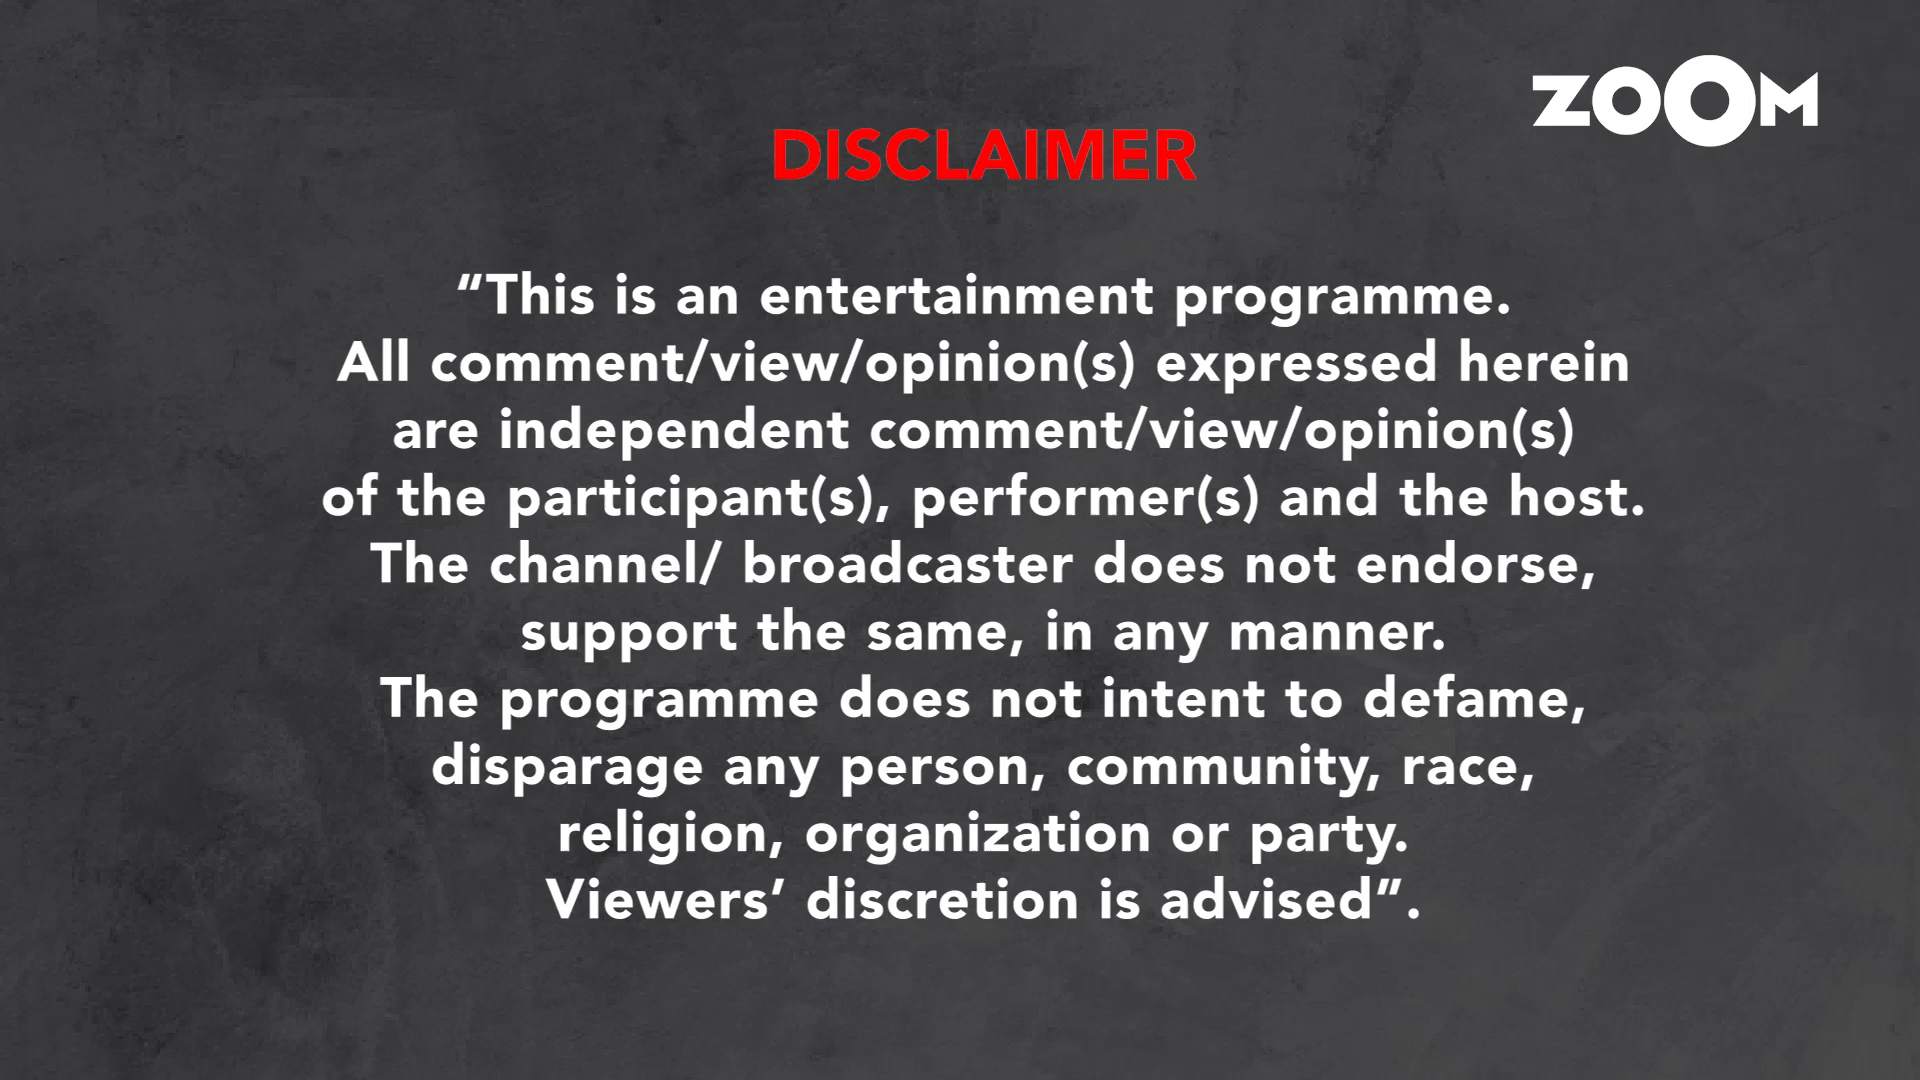 ZOOM
DISCLAIMER
“This is an entertainment programme.
All comment/view/opinion(s) expressed herein
are independent comment/view/opinion(s)
of the participant(s), performer(s) and the host.
The channel/ broadcaster does not endorse,
support the same, in any manner.
The programme does not intent to defame,
disparage any person, community, race,
religion, organization or party.
Viewers’ discretion is advised”.